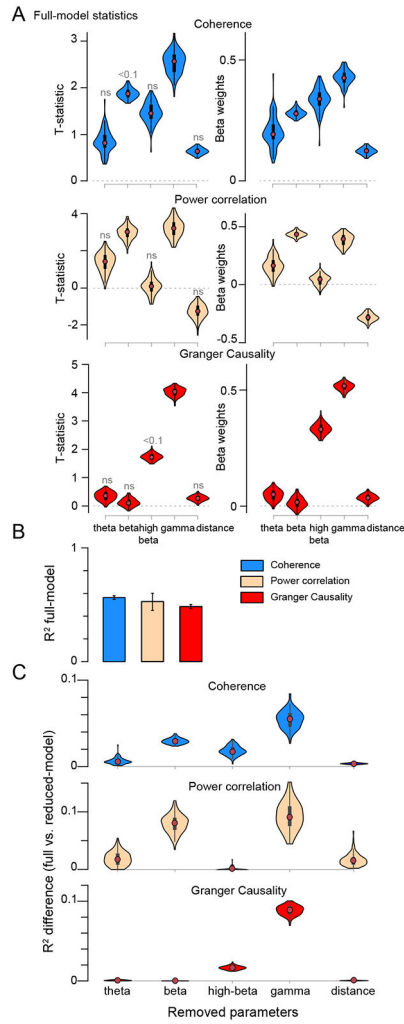 A
Full-model statistics
Coherence
T-statistic
3
2
1
0
ns
<0.1
ns
ns
Beta weights
0.5
0
Power correlation
T-statistic
4
2
0
-2
ns
ns
ns
Beta weights
0.5
0
-0.5
Granger Causality
T-statistic
5
4
3
2
1
0
ns
ns
<0.1
ns
theta beta high gamma distance
beta
Beta weights
0.5
0
theta beta high gamma distance
beta
B
R² full-model
1
0
Coherence
Power correlation
Granger Causality
C
R² difference (full vs. reduced-model)
Coherence
0.1
0
Power correlation
0.1
0
Granger Causality
0.1
0
theta beta high-beta gamma distance
Removed parameters